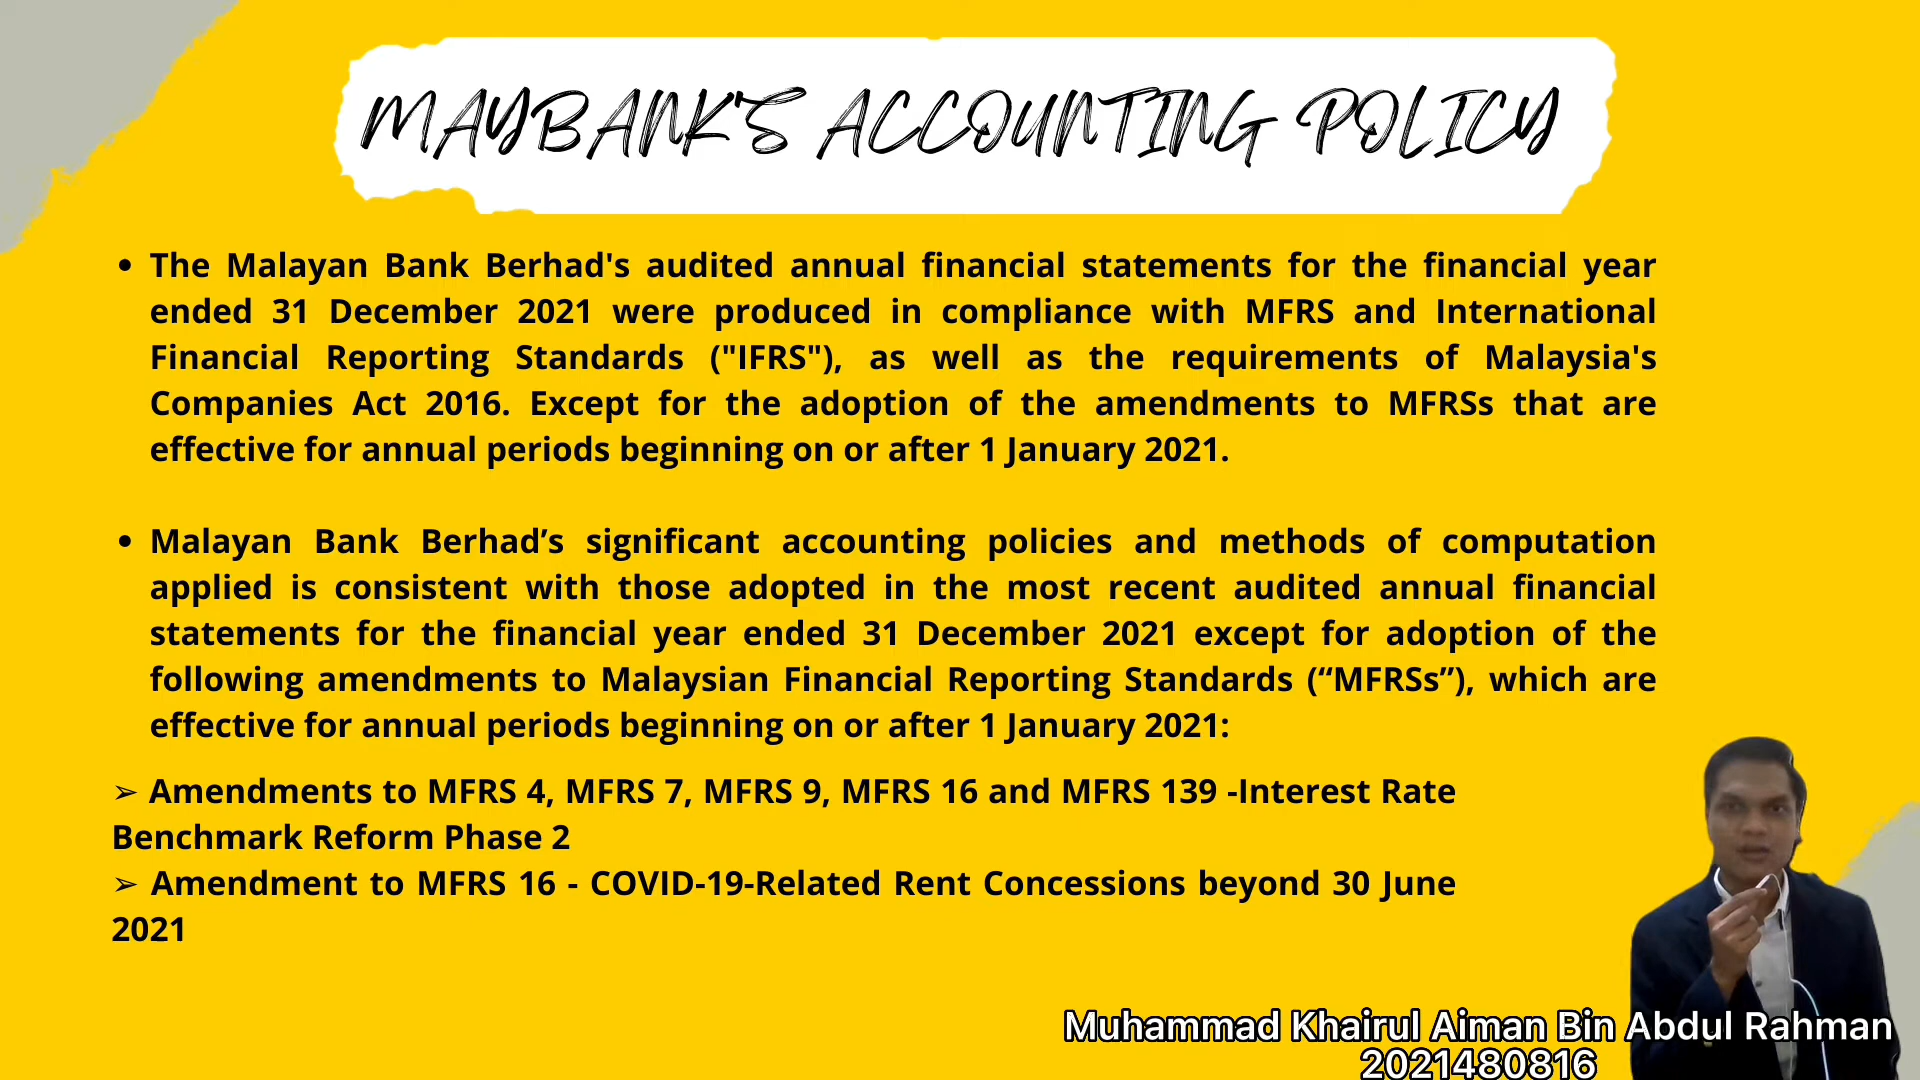 MAYBANK'S ACCOUNTING POLICY
• The Malayan Bank Berhad's audited annual financial statements for the financial year
ended 31 December 2021 were produced in compliance with MFRS and International
Financial Reporting Standards ("IFRS"), as well as the requirements of Malaysia's
Companies Act 2016. Except for the adoption of the amendments to MFRSs that are
effective for annual periods beginning on or after 1 January 2021.
• Malayan Bank Berhad’s significant accounting policies and methods of computation
applied is consistent with those adopted in the most recent audited annual financial
statements for the financial year ended 31 December 2021 except for adoption of the
following amendments to Malaysian Financial Reporting Standards (“MFRSs”), which are
effective for annual periods beginning on or after 1 January 2021:
➢ Amendments to MFRS 4, MFRS 7, MFRS 9, MFRS 16 and MFRS 139 -Interest Rate
Benchmark Reform Phase 2
➢ Amendment to MFRS 16 - COVID-19-Related Rent Concessions beyond 30 June
2021
Muhammad Khairul Aiman Bin Abdul Rahman
2021480816